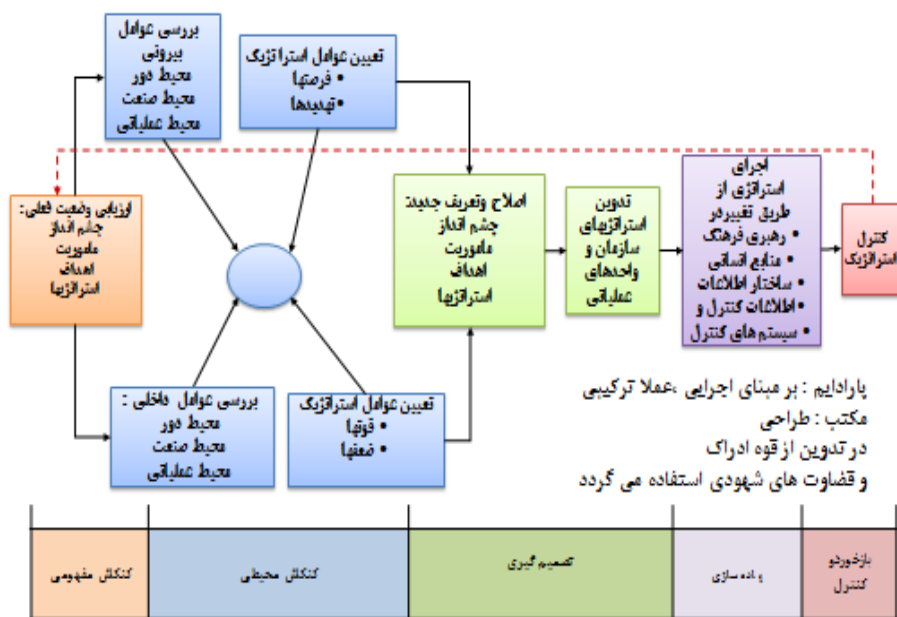 بررسی عوامل
بیرونی
محیط دور
محیط صنعت
محیط عملیاتی
تعیین عوامل استراتژیک
• فرصتها
• تهدیدها
ارزیابی وضعیت فعلی :
چشم انداز
ماموریت
اهداف
استراتژیها
اصلاح وتعریف جدید:
چشم انداز
ماموریت
اهداف
استراتژیها
تدوین
استراتژیهای
سازمان و
واحدهای
عملیاتی
اجرای
استراتژی از
طریق تغییردر
• رهبری فرهنگ
• منابع انسانی
• ساختار اطلاعات
• اطلاعات کنترل و
• سیستم های کنترل
کنترل
استراتژیک
بررسی عوامل داخلی :
محیط دور
محیط صنعت
محیط عملیاتی
تعیین عوامل استراتژیک
• قوتها
• ضعفها
پارادایم : بر مبنای اجرایی ،عملا ترکیبی
مکتب : طراحی
در تدوین از قوه ادراک
و قضاوت های شهودی استفاده می گردد
کنکاش مفهومی
کنکاش محیطی
تصمیم گیری
پیاده سازی
بازخوردو
کنترل